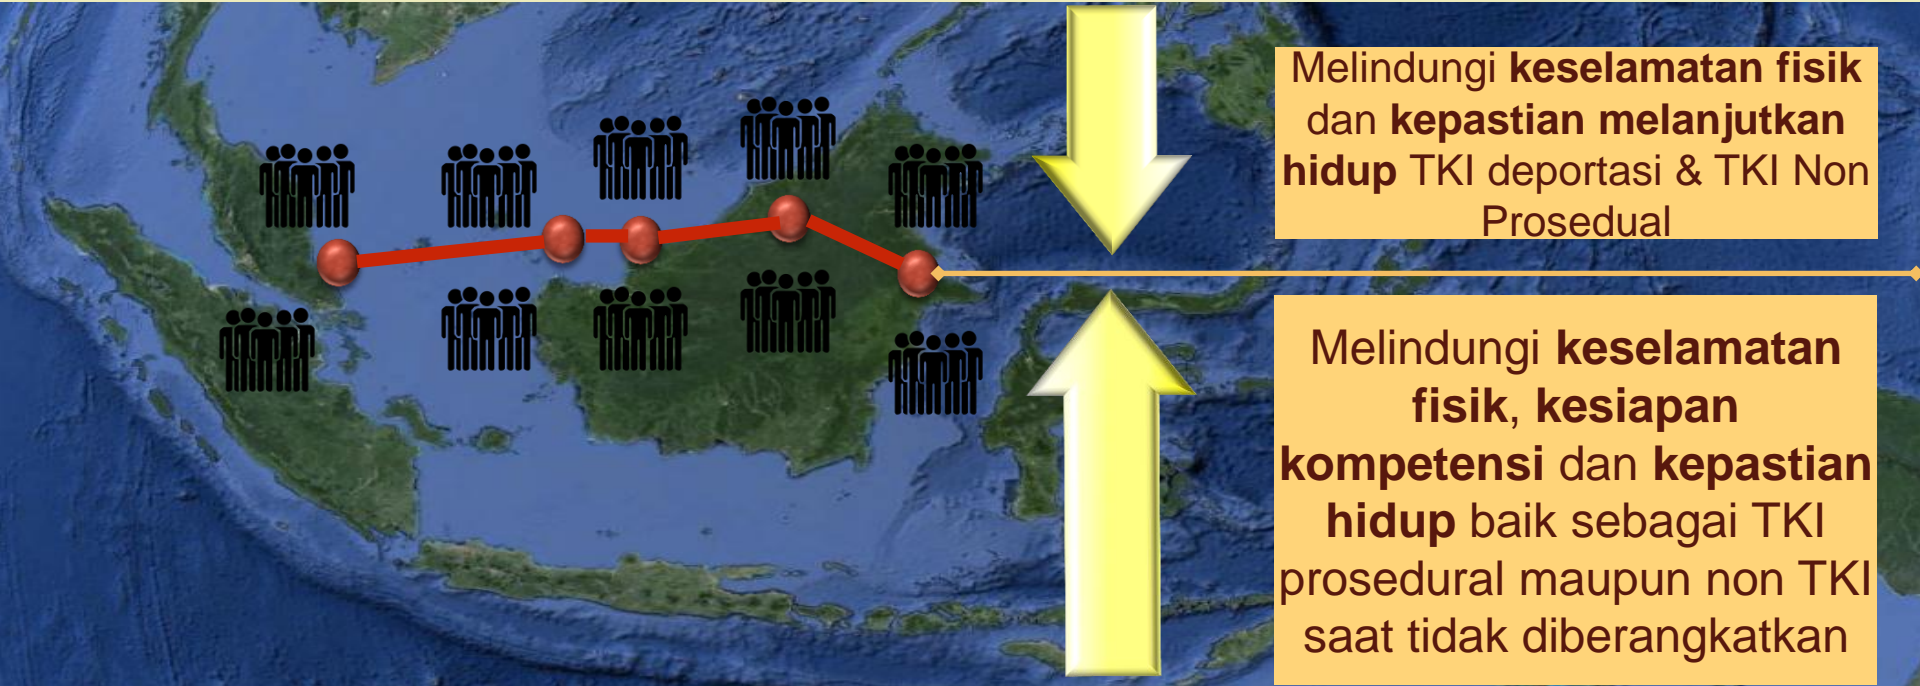 Melindungi keselamatan fisik
dan kepastian melanjutkan
hidup TKI deportasi & TKI Non
Prosedual
Melindungi keselamatan
fisik, kesiapan
kompetensi dan kepastian
hidup baik sebagai TKI
prosedural maupun non TKI
saat tidak diberangkatkan